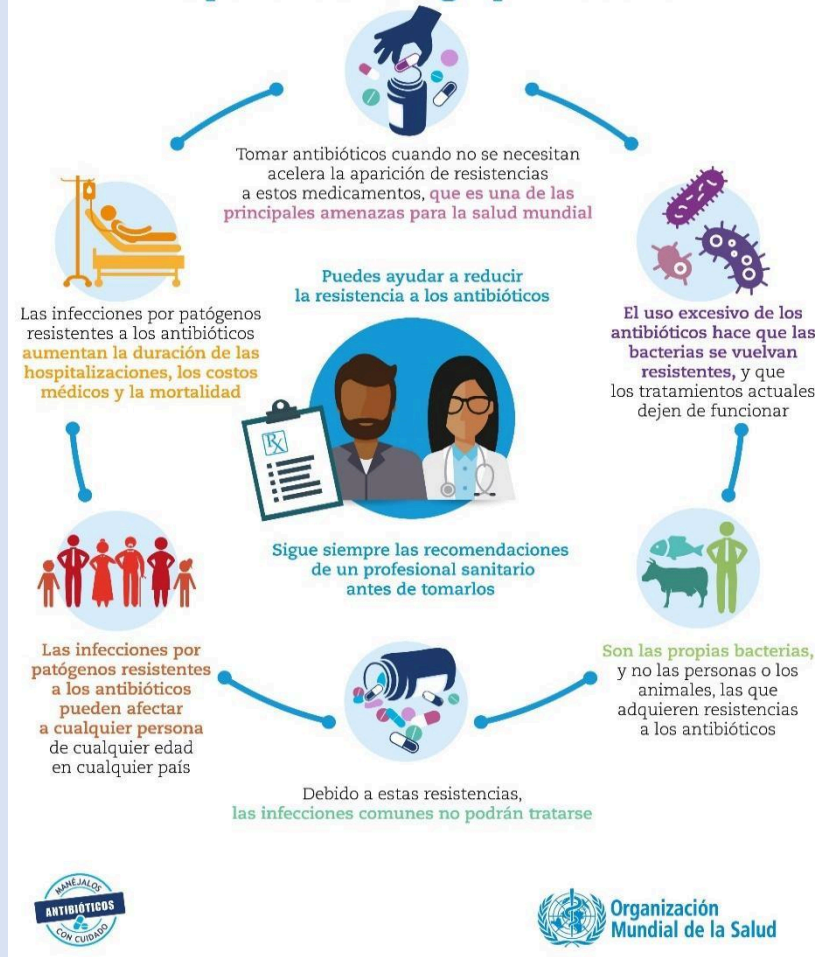 Tomar antibióticos cuando no se necesitan
acelera la aparición de resistencias
a estos medicamentos, que es una de las
principales amenazas para la salud mundial
El uso excesivo de los
antibióticos hace que las
bacterias se vuelvan
resistentes, y que
los tratamientos actuales
dejen de funcionar
Son las propias bacterias,
y no las personas o los
animales, las que
adquieren resistencias
a los antibióticos
Debido a estas resistencias,
las infecciones comunes no podrán tratarse
Las infecciones por
patógenos resistentes
a los antibióticos
pueden afectar
a cualquier persona
de cualquier edad
en cualquier país
Las infecciones por patógenos
resistentes a los antibióticos
aumentan la duración de las
hospitalizaciones, los costos
médicos y la mortalidad
Puedes ayudar a reducir
la resistencia a los antibióticos
RX
Sigue siempre las recomendaciones
de un profesional sanitario
antes de tomarlos
MANÉJALOS
ANTIBIÓTICOS
CON CUIDADO
Organización
Mundial de la Salud